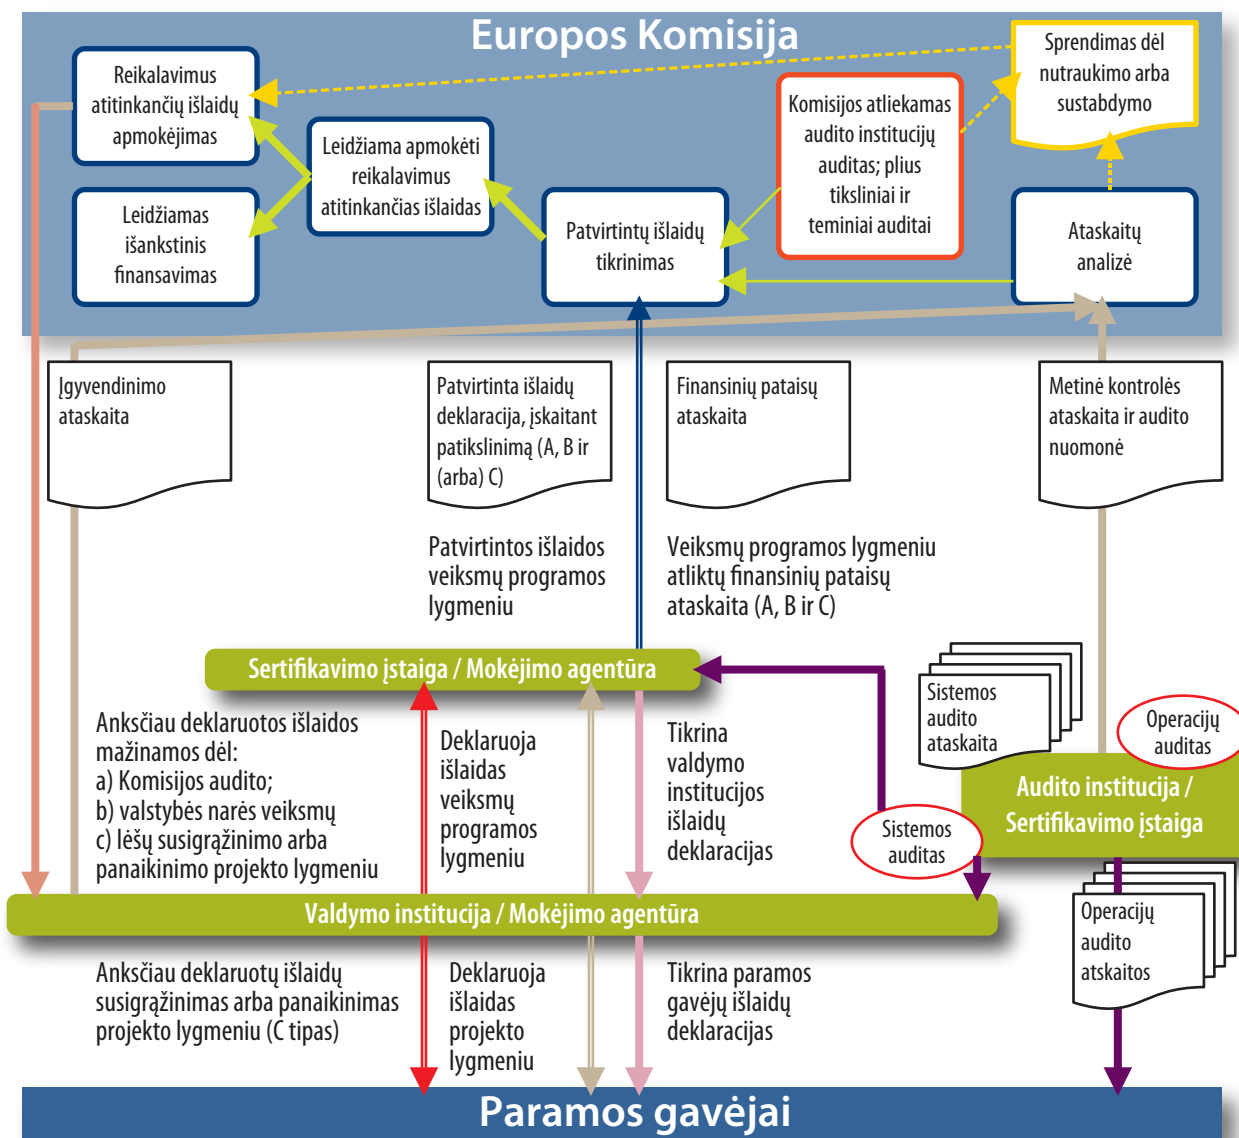 Europos Komisija
Reikalavimus
atitinkančių išlaidų
apmokėjimas
Leidžiamas
išankstinis
finansavimas
Leidžiama apmokėti
reikalavimus
atitinkančias išlaidas
Patvirtintų išlaidų
tikrinimas
Komisijos atliekamas
audito institucijų
auditas; plius
tiksliniai ir
teminiai auditai
Sprendimas dėl
nutraukimo arba
sustabdymo
Ataskaitų
analizė
Įgyvendinimo
ataskaita
Patvirtinta išlaidų
deklaracija, įskaitant
patikslinimą (A, B ir
(arba) C)
Finansinių pataisų
ataskaita
Metinė kontrolės
ataskaita ir audito
nuomonė
Patvirtintos išlaidos
veiksmų programos
lygmeniu
Veiksmų programos lygmeniu
atliktų finansinių pataisų
ataskaita (A, B ir C)
Sertifikavimo įstaiga / Mokėjimo agentūra
Anksčiau deklaruotos išlaidos
mažinamos dėl:
a) Komisijos audito;
b) valstybės narės veiksmų
c) lėšų susigrąžinimo arba
panaikinimo projekto lygmeniu
Deklaruoja
išlaidas
veiksmų
programos
lygmeniu
Tikrina
valdymo
institucijos
išlaidų
deklaracijas
Sistemos
audito
ataskaita
Operacijų
auditas
Audito institucija /
Sertifikavimo įstaiga
Sistemos
auditas
Valdymo institucija / Mokėjimo agentūra
Anksčiau deklaruotų išlaidų
susigrąžinimas arba panaikinimas
projekto lygmeniu (C tipas)
Deklaruoja
išlaidas
projekto
lygmeniu
Tikrina paramos
gavėjų išlaidų
deklaracijas
Operacijų
audito
atskaitos
Paramos gavėjai